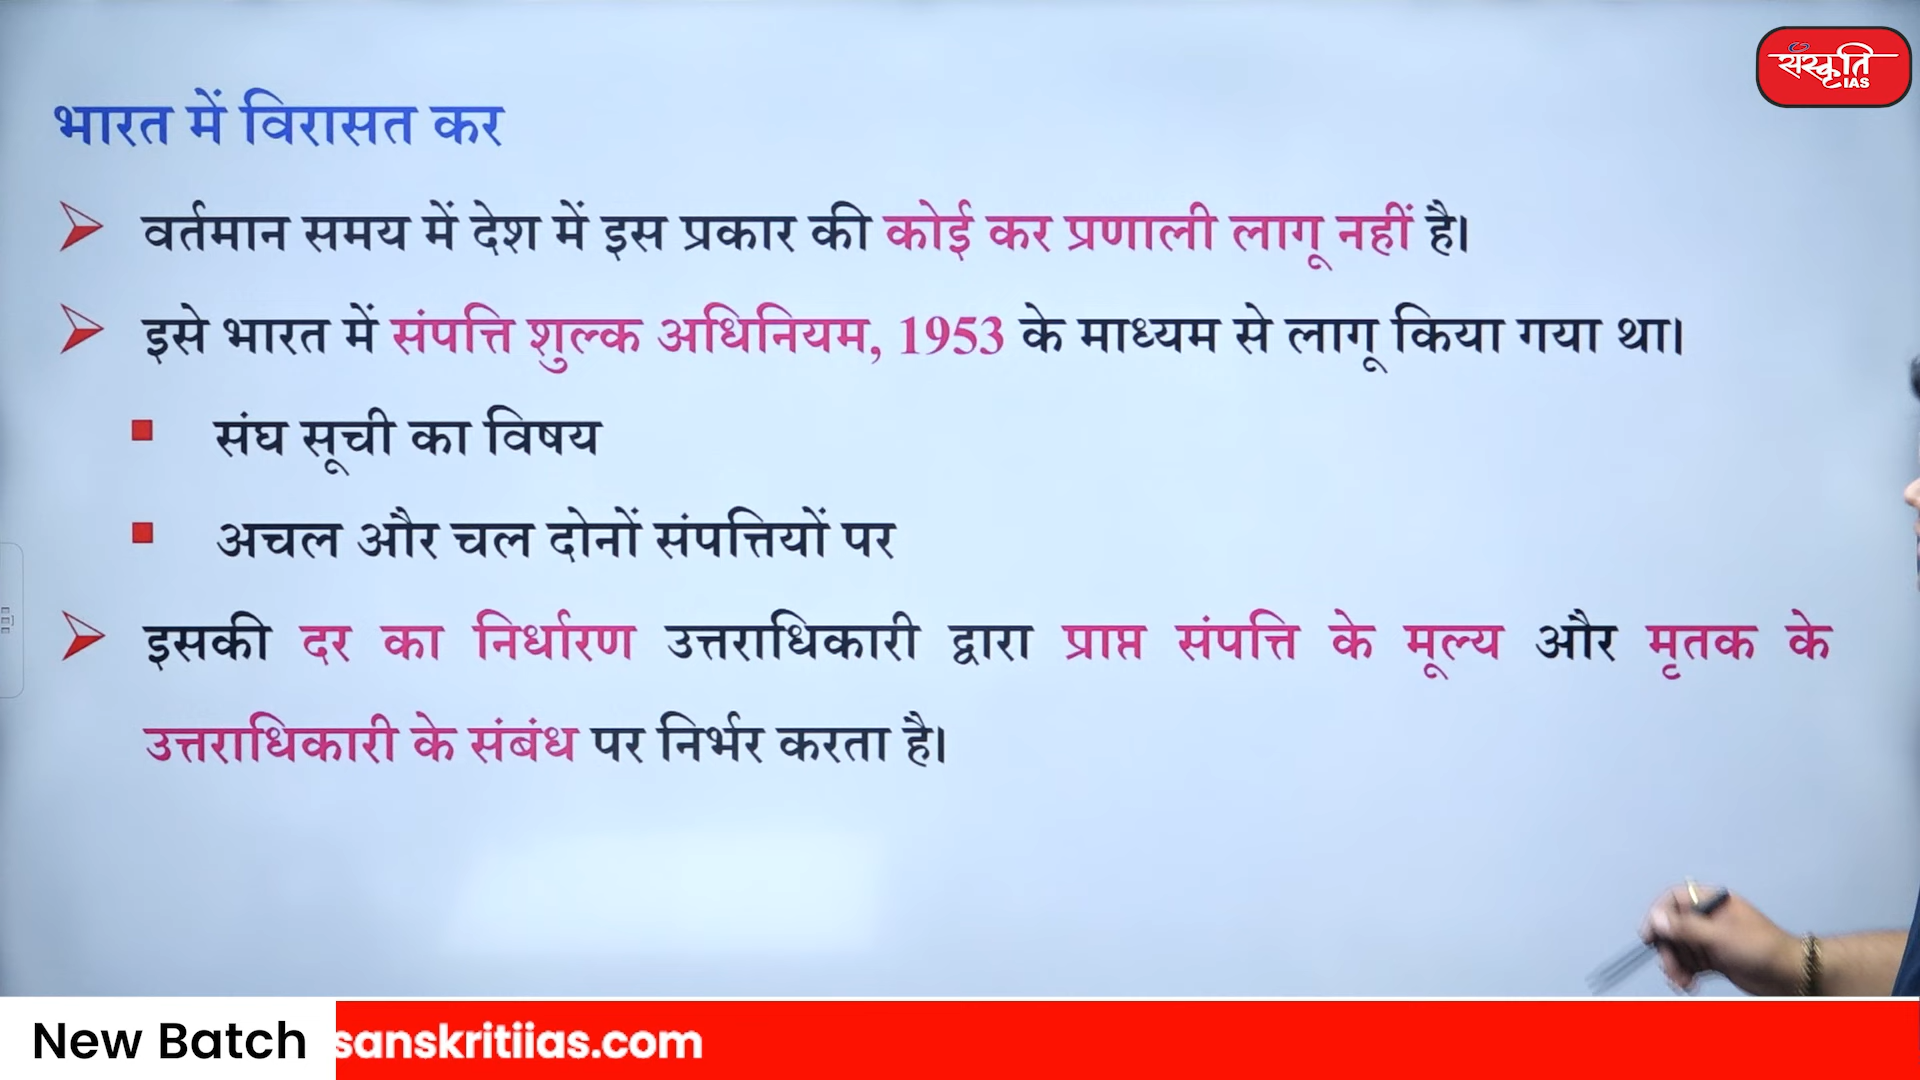 संस्कृति
IAS
भारत में विरासत कर
वर्तमान समय में देश में इस प्रकार की कोई कर प्रणाली लागू नहीं है।
इसे भारत में संपत्ति शुल्क अधिनियम, 1953 के माध्यम से लागू किया गया था।
संघ सूची का विषय
अचल और चल दोनों संपत्तियों पर
इसकी दर का निर्धारण उत्तराधिकारी द्वारा प्राप्त संपत्ति के मूल्य और मृतक के
उत्तराधिकारी के संबंध पर निर्भर करता है।
New Batch
sanskritiias.com